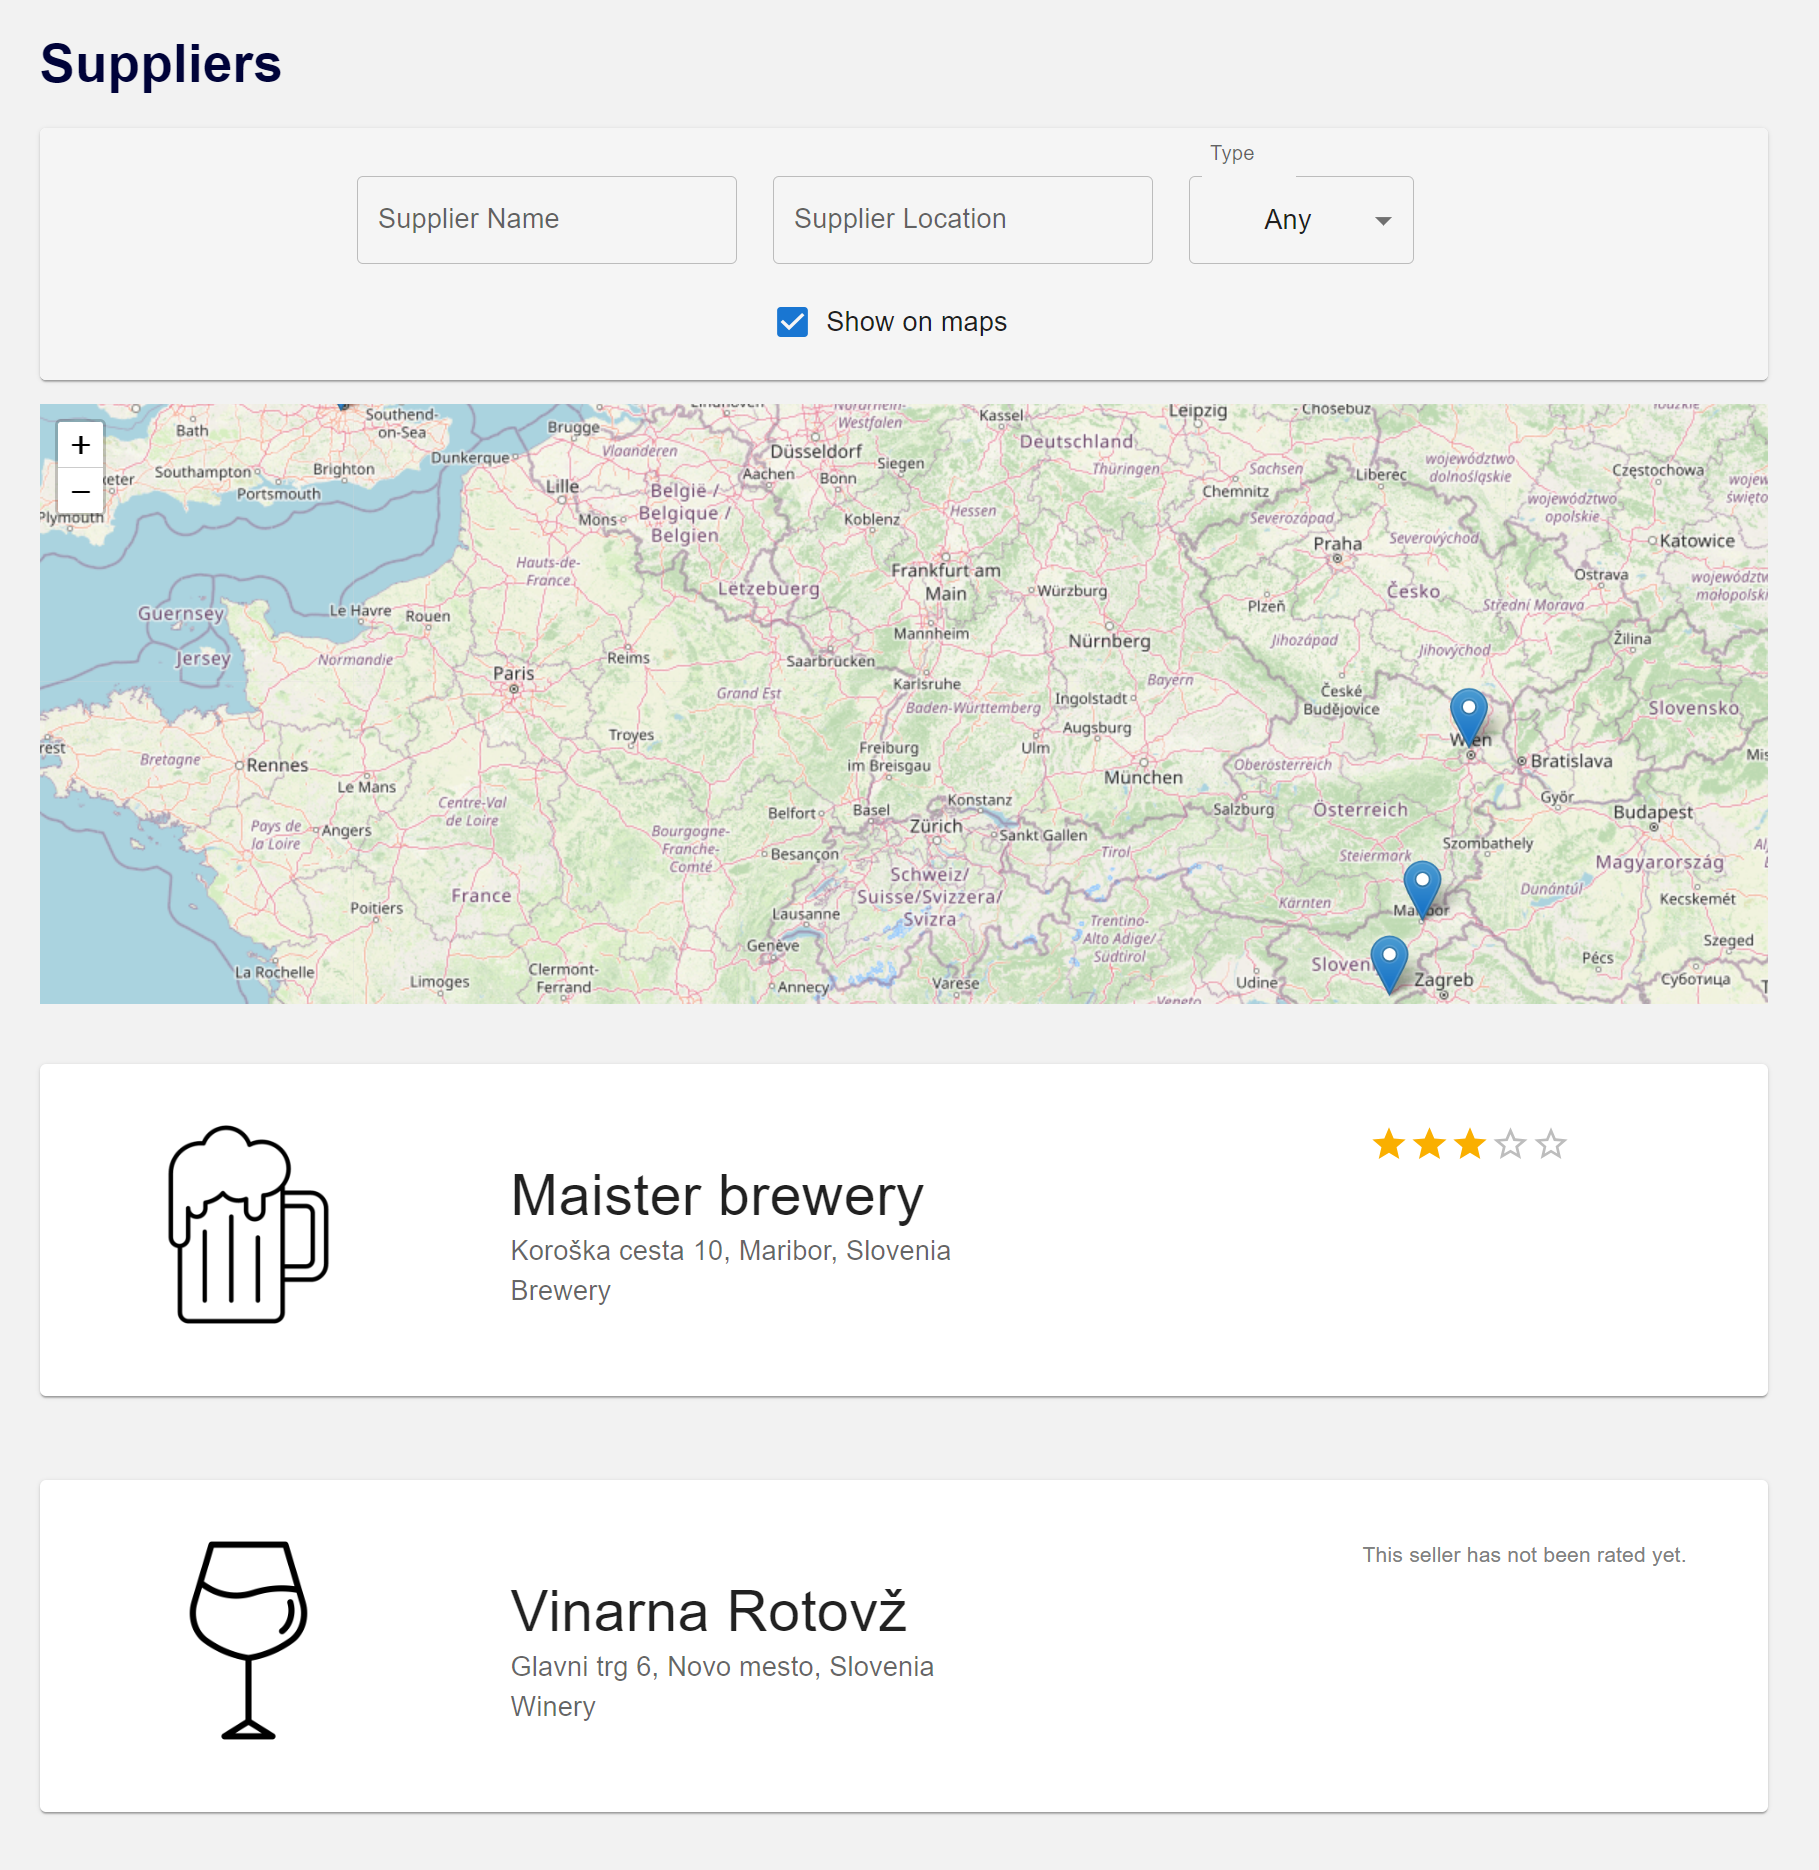 Suppliers
Type
Supplier Name
Supplier Location
Any
Show on maps
+
−
Bath
Southend-
on-Sea
Brugge
Kassel
Leipzig
Westfalen
Southampton
Brighton
Dunkerque
Vlaanderen
Düsseldorf
Deutschland
Portsmouth
Lille
België /
Belgique /
Belgien
Aachen
Bonn
Siegen
Thüringen
Sachsen
Chemnitz
Liberec
województwo
dolnośląskie
Częstochowa
Plymouth
Mons
Koblenz
Hessen
Severozápad
Severovýchod
województwo
opolskie
Praha
Katowice
Hauts-de-
France
Frankfurt am
Main
Lëtzebuerg
Würzburg
Plzeň
Česko
Ostrava
Střední Morava
Guernsey
Le Havre
Rouen
Mannheim
Nürnberg
Jihozápad
Jihovýchod
Žilina
Jersey
Normandie
Paris
Reims
Saarbrücken
Karlsruhe
Baden-Württemberg
Grand Est
Ingolstadt
Bayern
České
Budějovice
Slovensko
Troyes
Augsburg
Ulm
Freiburg
im Breisgau
München
Oberösterreich
Bratislava
Bretagne
Rennes
Le Mans
Centre-Val
de Loire
Belfort
Basel
Konstanz
Zürich
Sankt Gallen
Salzburg
Österreich
Győr
Budapest
Pays de
la Loire
Angers
Bourgogne-
Franche-
Comté
Besançon
Tirol
Steiermark
Szombathely
Magyarország
Schweiz/
Suisse/Svizzera/
Svizra
France
Poitiers
Lausanne
Kärnten
Dunántúl
Kecskemét
Trentino-
Alto Adige/
Südtirol
Genève
Szeged
La Rochelle
Limoges
Clermont-
Ferrand
Annecy
Varese
Udine
Zagreb
Pécs
Суботица
Maister brewery
Koroška cesta 10, Maribor, Slovenia
Brewery
This seller has not been rated yet.
Vinarna Rotovž
Glavni trg 6, Novo mesto, Slovenia
Winery